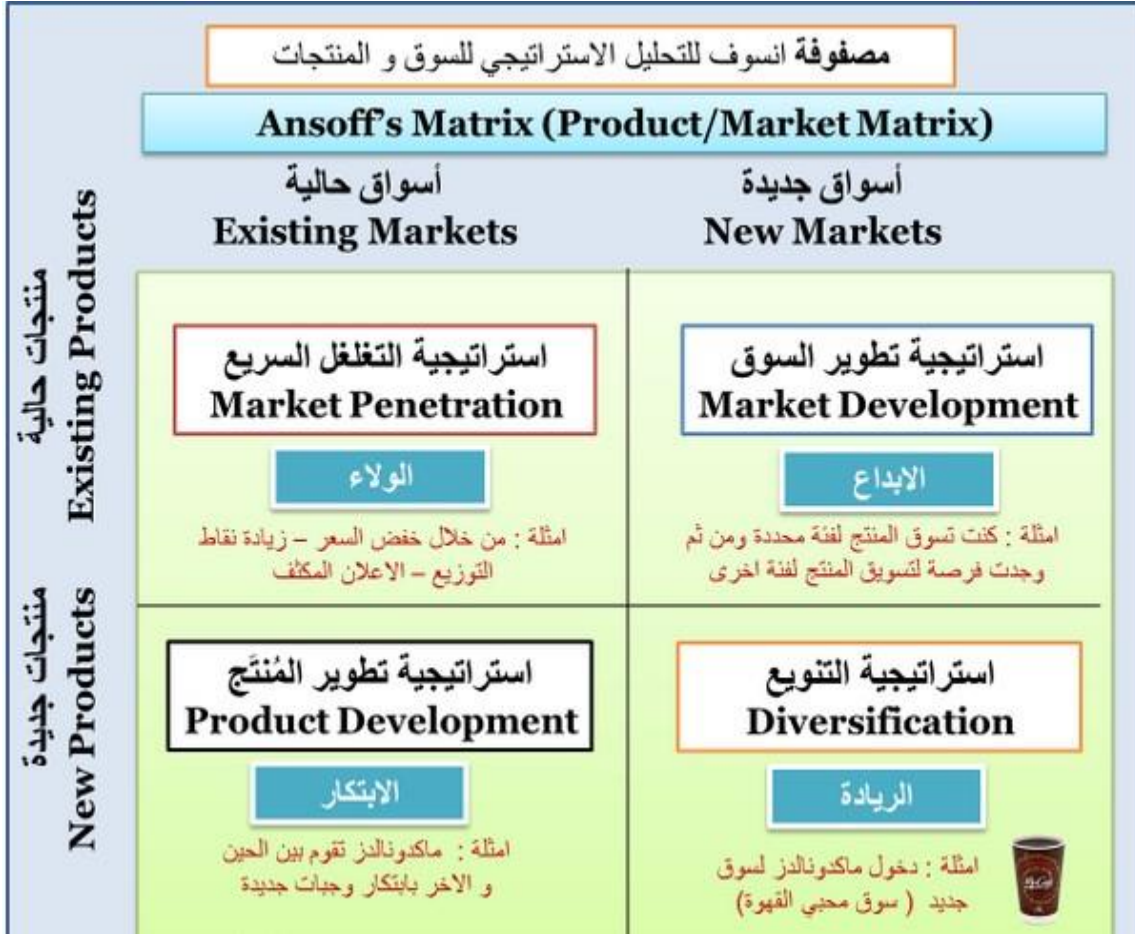 مصفوفة انسوف للتحليل الاستراتيجي للسوق و المنتجات
Ansoff's Matrix (Product/Market Matrix)
أسواق حالية
Existing Markets
أسواق جديدة
New Markets
منتجات حالية
Existing Products
استراتيجية التغلغل السريع
Market Penetration
الولاء
امثلة : من خلال خفض السعر – زيادة نقاط
التوزيع – الاعلان المكثف
استراتيجية تطوير السوق
Market Development
الابداع
امثلة : كنت تسوق المنتج لفئة محددة ومن ثم
وجدت فرصة لتسويق المنتج لفئة اخرى
منتجات جديدة
New Products
استراتيجية تطوير المُنتَج
Product Development
الابتكار
امثلة : ماكدونالدز تقوم بين الحين
و الاخر بابتكار وجبات جديدة
استراتيجية التنويع
Diversification
الريادة
امثلة : دخول ماكدونالدز لسوق
جديد ( سوق محبي القهوة)
McCafé